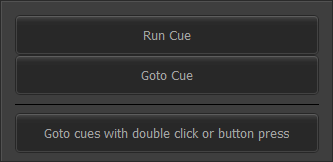 Run Cue
Goto Cue
Goto cues with double click or button press